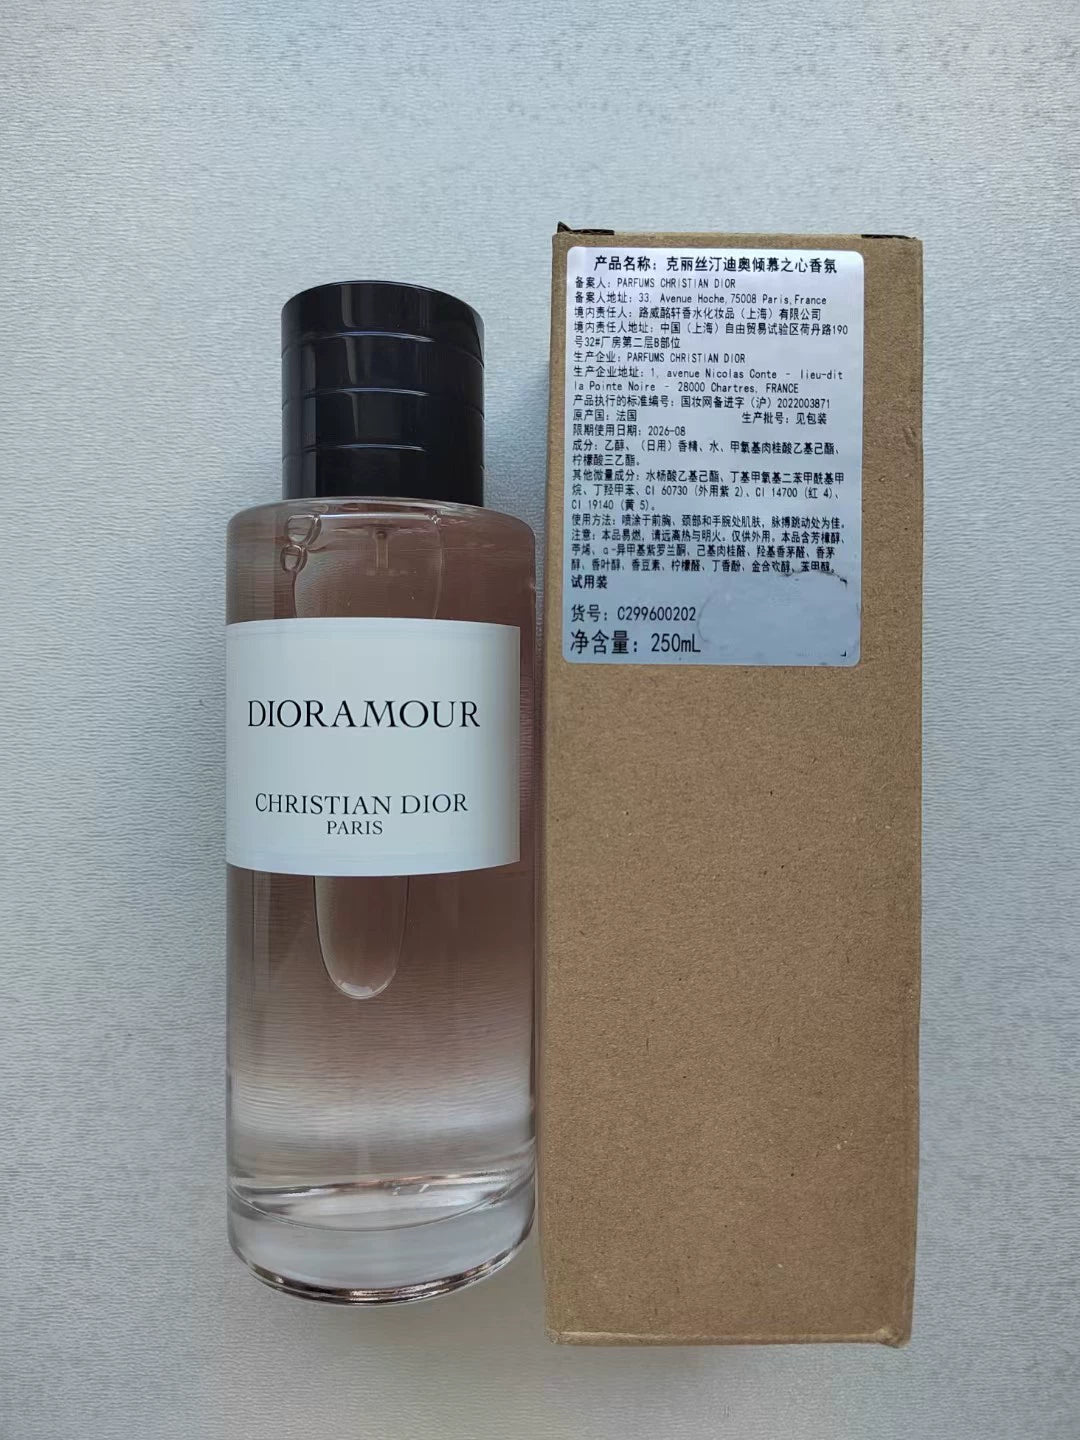 DIORAMOUR
CHRISTIAN DIOR
PARIS
产品名称：克丽丝汀迪奥倾慕之心香氛
备案人：PARFUMS CHRISTIAN DIOR
备案人地址：33, Avenue Hoche,75008 Paris,France
境内责任人：路威酩轩香水化妆品（上海）有限公司
境内责任人地址：中国（上海）自由贸易试验区荷丹路190
号32#厂房第二层B部位
生产企业：PARFUMS CHRISTIAN DIOR
生产企业地址：1, avenue Nicolas Conte – lieu-dit
la Pointe Noire – 28000 Chartres, FRANCE
产品执行的标准编号：国妆网备进字（沪）2022003871
原产国：法国 生产批号：见包装
限期使用日期：2026-08
成分：乙醇、（日用）香精、水、甲氧基肉桂酸乙基己酯、
柠檬酸三乙酯。
其他微量成分：水杨酸乙基己酯、丁基甲氧基二苯甲酰基甲
烷、丁羟甲苯、CI 60730（外用紫 2）、CI 14700（红 4）、
CI 19140（黄 5）。
使用方法：喷涂于前胸、颈部和手腕处肌肤，脉搏跳动处为佳。
注意：本品易燃，请远离高热与明火。仅供外用。本品含芳樟醇、
苧烯、α-异甲基紫罗兰酮、己基肉桂醛、羟基香茅醛、香茅
醇、香叶醇、香豆素、柠檬醛、丁香酚、金合欢醇、苯甲醇。
试用装
货号：C299600202
净含量：250mL